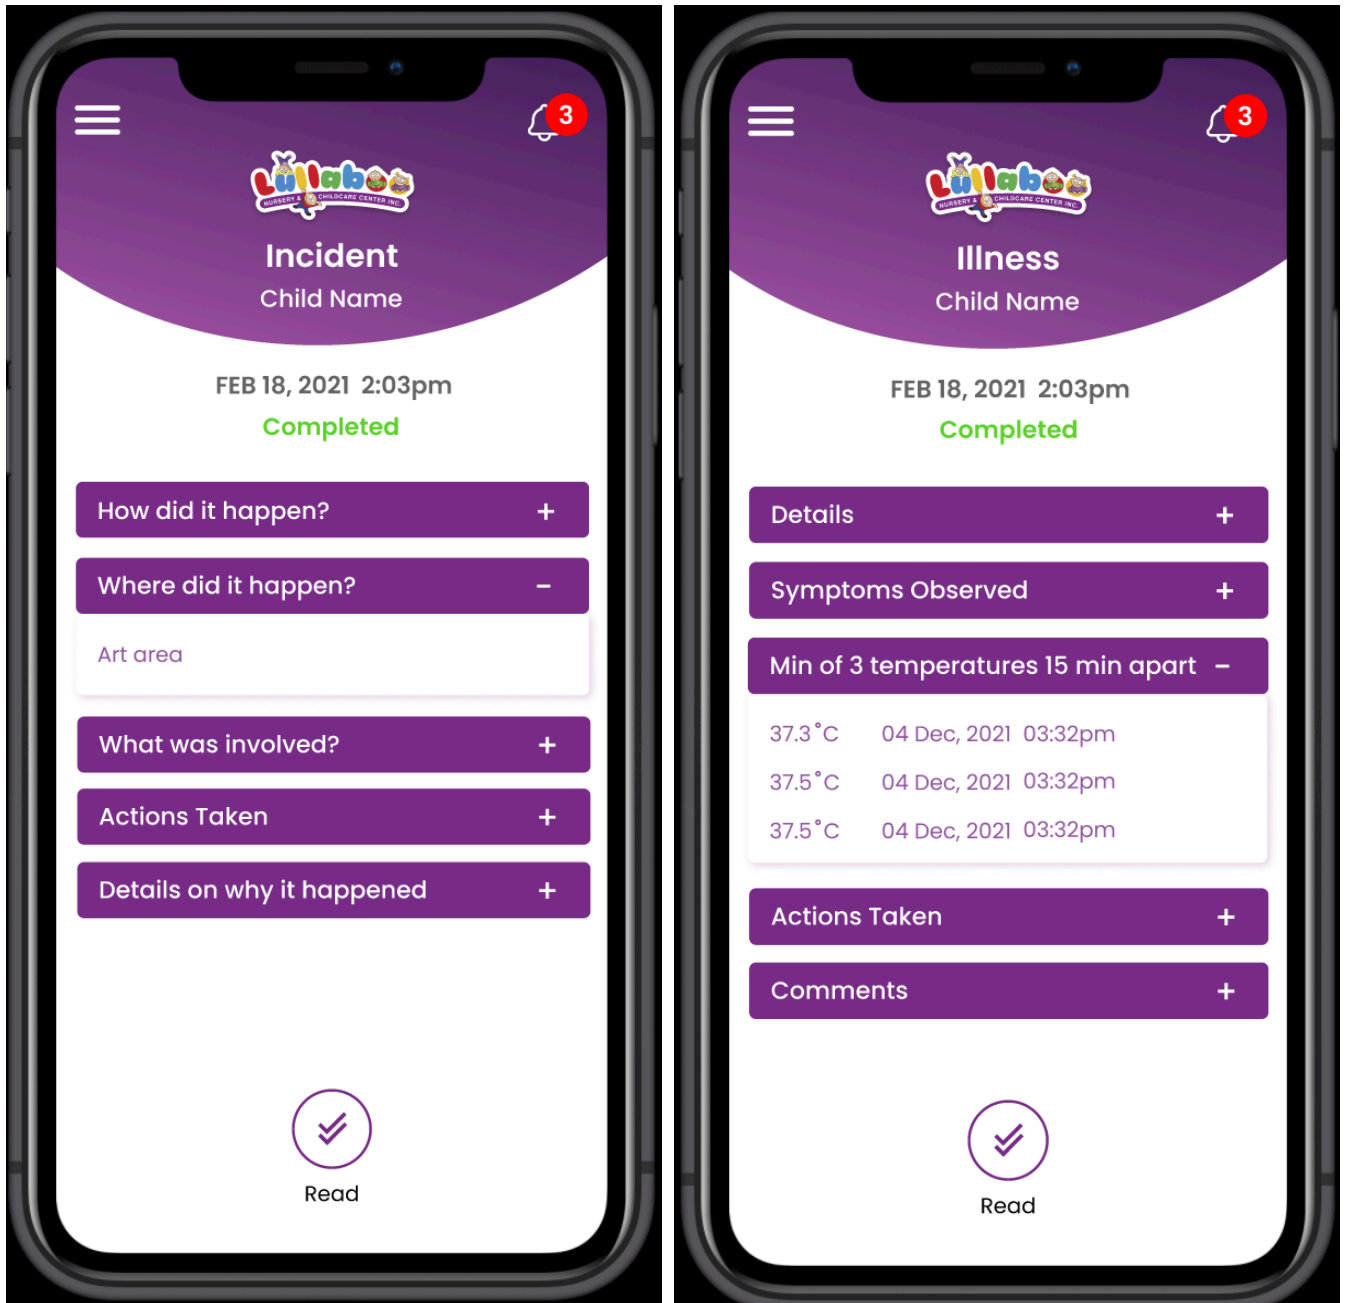 3
Lullaboo
NURSERY & CHILDCARE CENTER INC.
Incident
Child Name
FEB 18, 2021 2:03pm
Completed
How did it happen? +
Where did it happen? −
Art area
What was involved? +
Actions Taken +
Details on why it happened +
Read
3
Lullaboo
NURSERY & CHILDCARE CENTER INC.
Illness
Child Name
FEB 18, 2021 2:03pm
Completed
Details +
Symptoms Observed +
Min of 3 temperatures 15 min apart −
37.3°C 04 Dec, 2021 03:32pm
37.5°C 04 Dec, 2021 03:32pm
37.5°C 04 Dec, 2021 03:32pm
Actions Taken +
Comments +
Read